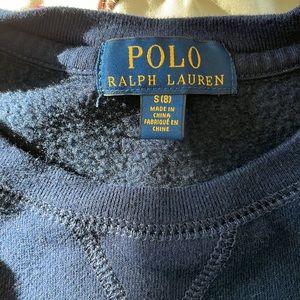 POLO
RALPH LAUREN
S (8)
MADE IN
CHINA
FABRIQUÉ EN
CHINE